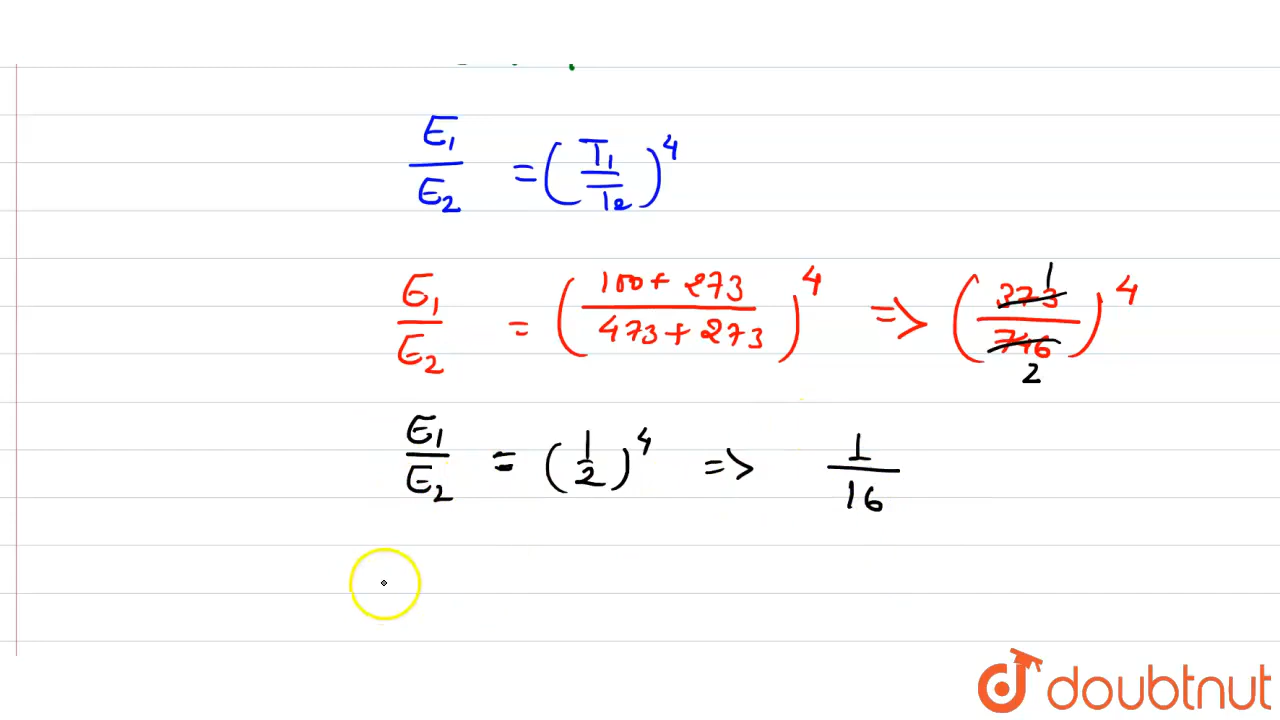 E₁/E₂ = (T₁/T₂)⁴
E₁/E₂ = (100+273/473+273)⁴ => (373/746)⁴ 1 2
E₁/E₂ = (1/2)⁴ => 1/16
doubtnut